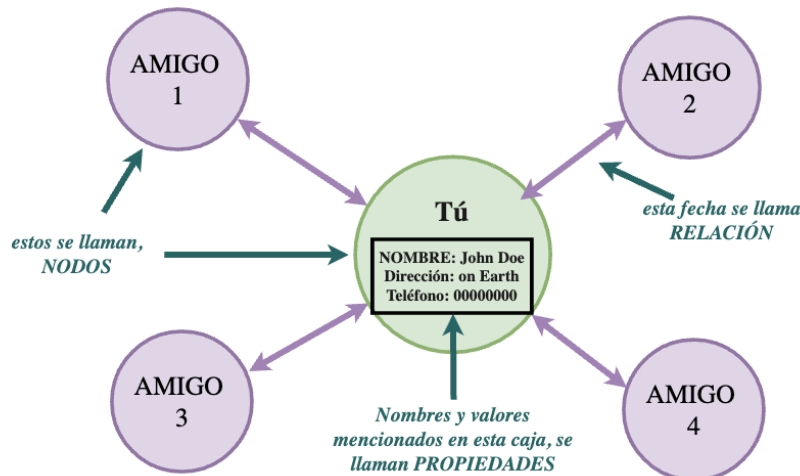 AMIGO
1
AMIGO
2
Tú
NOMBRE: John Doe
Dirección: on Earth
Teléfono: 00000000
estos se llaman,
NODOS
esta fecha se llama
RELACIÓN
AMIGO
3
AMIGO
4
Nombres y valores
mencionados en esta caja, se
llaman PROPIEDADES